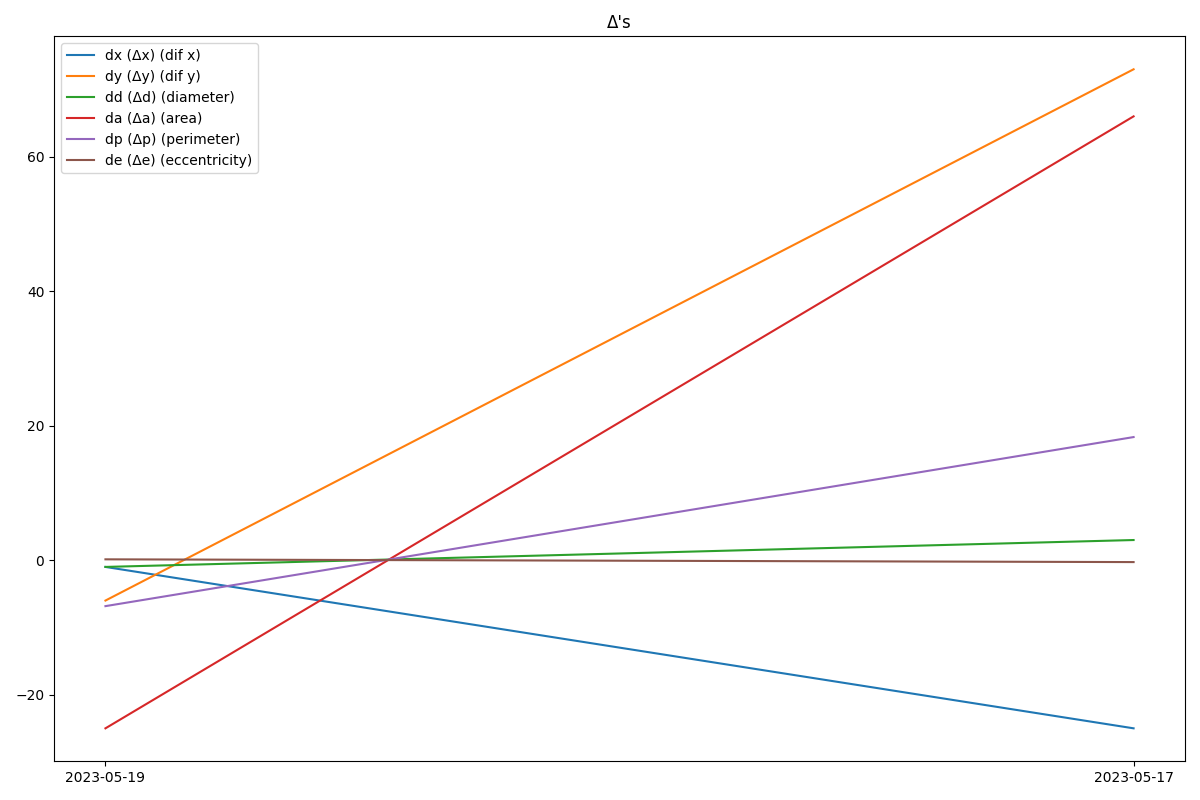 Δ's
dx (Δx) (dif x)
dy (Δy) (dif y)
dd (Δd) (diameter)
da (Δa) (area)
dp (Δp) (perimeter)
de (Δe) (eccentricity)
60
40
20
0
−20
2023-05-19 2023-05-17